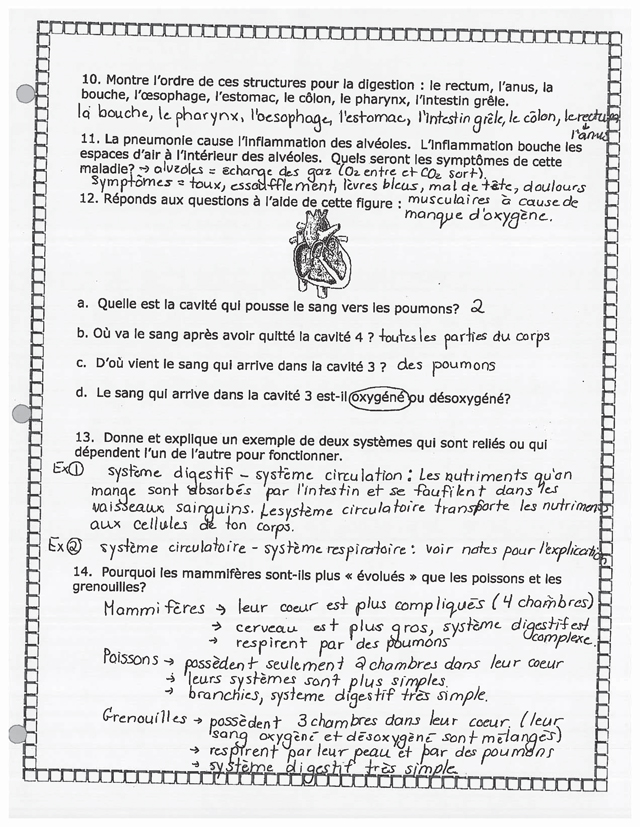 10. Montre l'ordre de ces structures pour la digestion : le rectum, l'anus, la
bouche, l'œsophage, l'estomac, le côlon, le pharynx, l'intestin grêle.
la bouche, le pharynx, l'oesophage, l'estomac, l'intestin grêle, le côlon, le rectum
l'anus
11. La pneumonie cause l'inflammation des alvéoles. L'inflammation bouche les
espaces d'air à l'intérieur des alvéoles. Quels seront les symptômes de cette
maladie? → alvéoles = échange des gaz (O2 entre et CO2 sort).
Symptômes = toux, essoufflement, lèvres bleus, mal de tête, douleurs
12. Réponds aux questions à l'aide de cette figure : musculaires à cause de
manque d'oxygène.
a. Quelle est la cavité qui pousse le sang vers les poumons? 2
b. Où va le sang après avoir quitté la cavité 4 ? toutes les parties du corps
c. D'où vient le sang qui arrive dans la cavité 3 ? des poumons
d. Le sang qui arrive dans la cavité 3 est-il oxygéné ou désoxygéné?
13. Donne et explique un exemple de deux systèmes qui sont reliés ou qui
dépendent l'un de l'autre pour fonctionner.
Ex① système digestif - système circulation : Les nutriments qu'on
mange sont absorbés par l'intestin et se faufilent dans les
vaisseaux sainguins. Le système circulatoire transporte les nutriments
aux cellules de ton corps.
Ex② système circulatoire - système respiratoire : voir notes pour l'explication
14. Pourquoi les mammifères sont-ils plus « évolués » que les poissons et les
grenouilles?
Mammifères → leur coeur est plus compliqués (4 chambres)
→ cerveau est plus gros, système digestif est
complexe.
→ respirent par des poumons
Poissons → possèdent seulement 2 chambres dans leur coeur
→ leurs systèmes sont plus simples.
→ branchies, systeme digestif très simple.
Grenouilles → possèdent 3 chambres dans leur coeur. (leur
sang oxygéné et désoxygéné sont mélangés)
→ respirent par leur peau et par des poumons
→ système digestif très simple